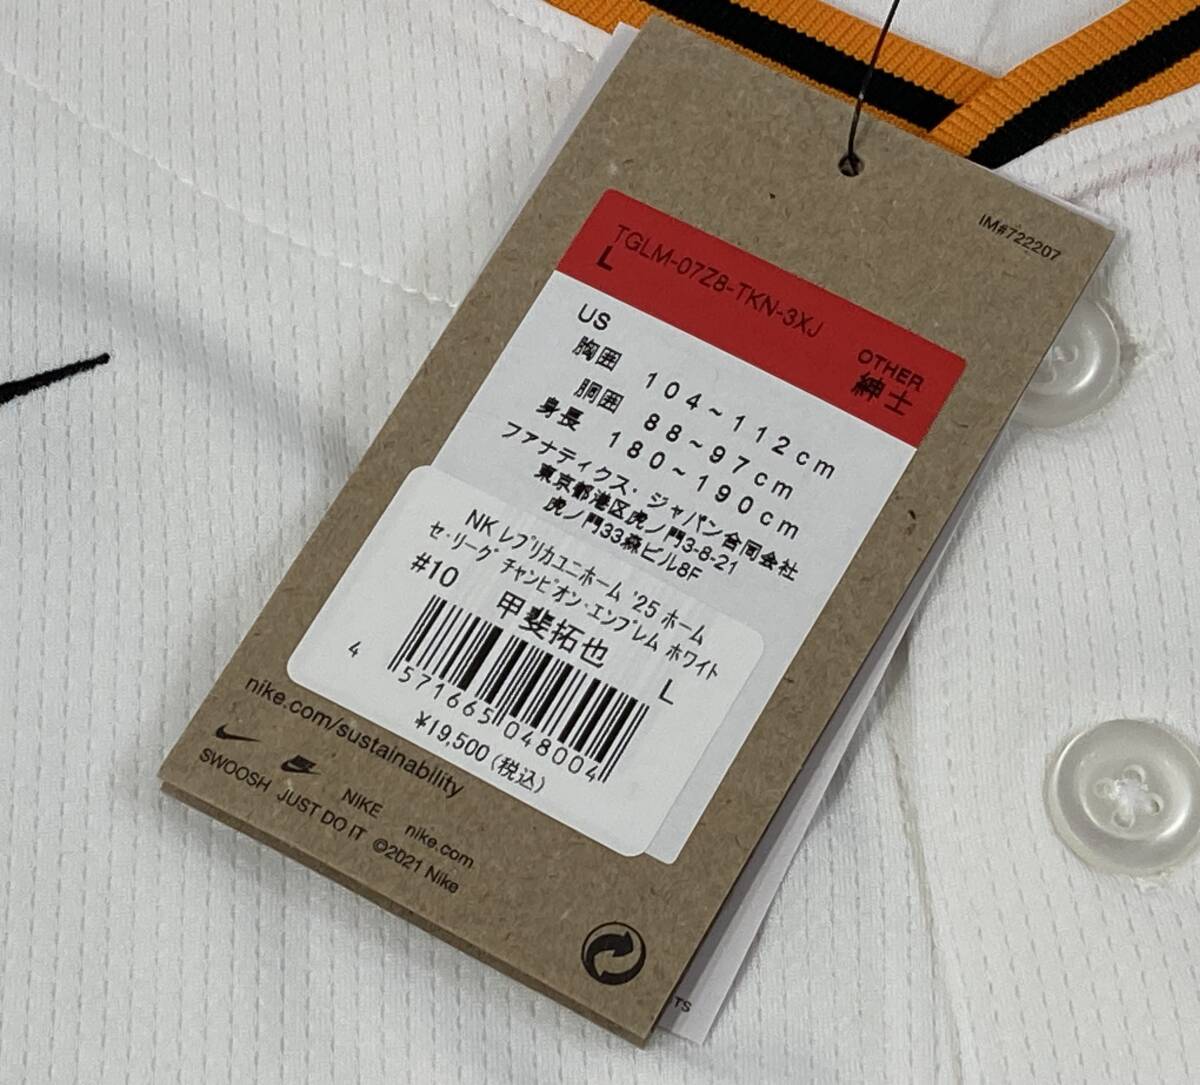 IM#722207
TGLM-07Z8-TKN-3XJ
L
OTHER
紳士
US
胸囲 104~112cm
胴囲 88~97cm
身長 180~190cm
ファナティクス・ジャパン合同会社
東京都港区虎ノ門3-8-21
虎ノ門33森ビル8F
NK レプリカユニホーム '25 ホーム
セ・リーグ チャンピオン・エンブレム ホワイト
#10 甲斐拓也
L
4 571665 048004
¥19,500 (税込)
nike.com/sustainability
SWOOSH NIKE nike.com
JUST DO IT ©2021 Nike
TS